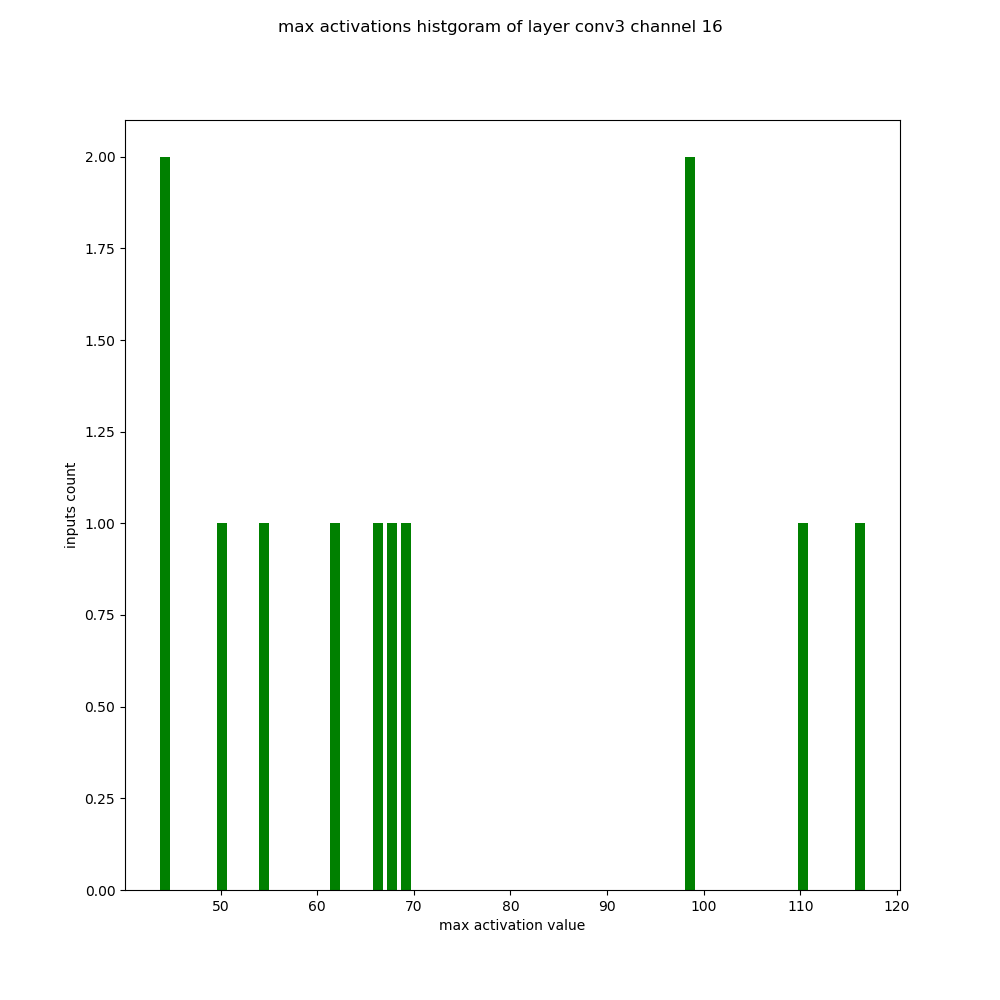 max activations histgoram of layer conv3 channel 16
2.00
1.75
1.50
1.25
1.00
0.75
0.50
0.25
0.00
inputs count
50 60 70 80 90 100 110 120
max activation value